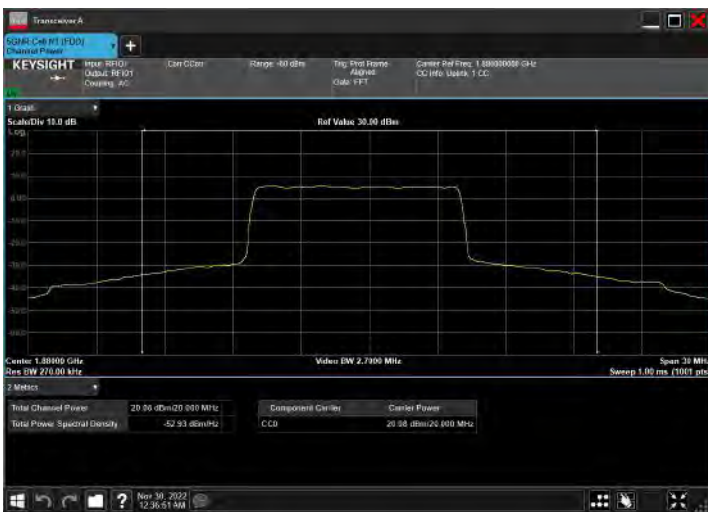 Transceiver A
5GNR Cell N1 (FDD)
Channel Power
+
KEYSIGHT
Input: RFIO1
Output: RFIO1
Coupling: AC
Corr CCorr
Range: -60 dBm
Trig: Frame
Aligned
Gate: FFT
Carrier Ref Freq: 1.880000000 GHz
CC Info: Uplink, 1 CC
1 Graph
Scale/Div 10.0 dB
Ref Value 30.00 dBm
Log
Center 1.88000 GHz
Video BW 2.7000 MHz
Span 30 MHz
Res BW 270.00 kHz
Sweep 1.00 ms (1001 pts
2 Metrics
Total Channel Power
20.08 dBm/20.000 MHz
Total Power Spectral Density
-52.93 dBm/Hz
Component Carrier
Carrier Power
CC0
20.08 dBm/20.000 MHz
?
Nov 30, 2022
12:36:51 AM